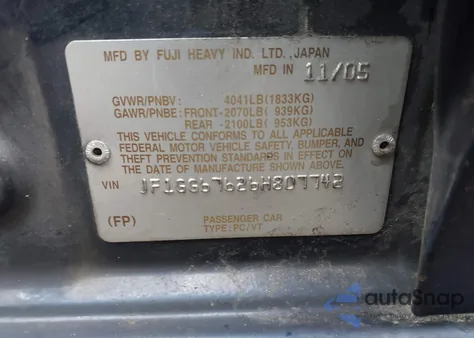 MFD BY FUJI HEAVY IND. LTD., JAPAN
MFD IN 11/05
GVWR/PNBV : 4041LB(1833KG)
GAWR/PNBE: FRONT-2070LB( 939KG)
REAR -2100LB( 953KG)
THIS VEHICLE CONFORMS TO ALL APPLICABLE
FEDERAL MOTOR VEHICLE SAFETY, BUMPER, AND
THEFT PREVENTION STANDARDS IN EFFECT ON
THE DATE OF MANUFACTURE SHOWN ABOVE.
VIN JF1GG67626H807742
(FP) PASSENGER CAR
TYPE: PC/VT
autoSnap